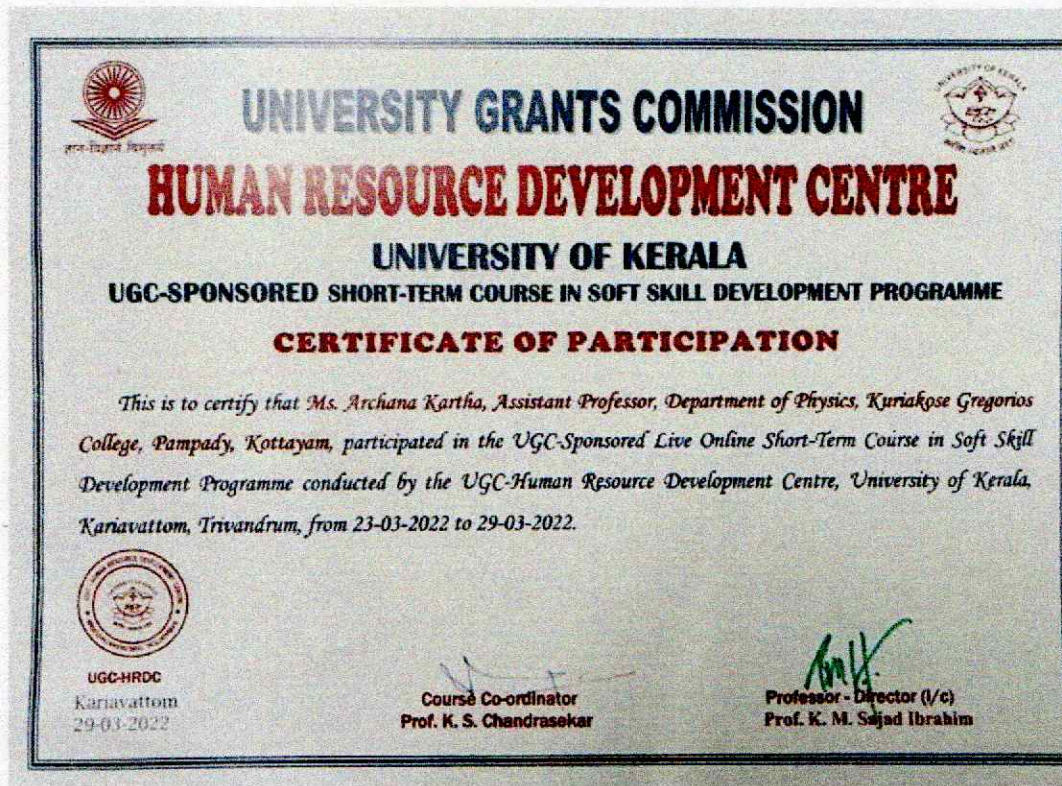 UNIVERSITY OF KERALA
ज्ञान-विज्ञानं विमुक्तये
UNIVERSITY GRANTS COMMISSION
HUMAN RESOURCE DEVELOPMENT CENTRE
UNIVERSITY OF KERALA
UGC-SPONSORED SHORT-TERM COURSE IN SOFT SKILL DEVELOPMENT PROGRAMME
CERTIFICATE OF PARTICIPATION
This is to certify that Ms. Archana Kartha, Assistant Professor, Department of Physics, Kuriakose Gregorios
College, Pampady, Kottayam, participated in the UGC-Sponsored Live Online Short-Term Course in Soft Skill
Development Programme conducted by the UGC-Human Resource Development Centre, University of Kerala,
Kariavattom, Trivandrum, from 23-03-2022 to 29-03-2022.
UGC-HRDC
Kariavattom
29-03-2022
Course Co-ordinator
Prof. K. S. Chandrasekar
Professor - Director (i/c)
Prof. K. M. Sajad Ibrahim